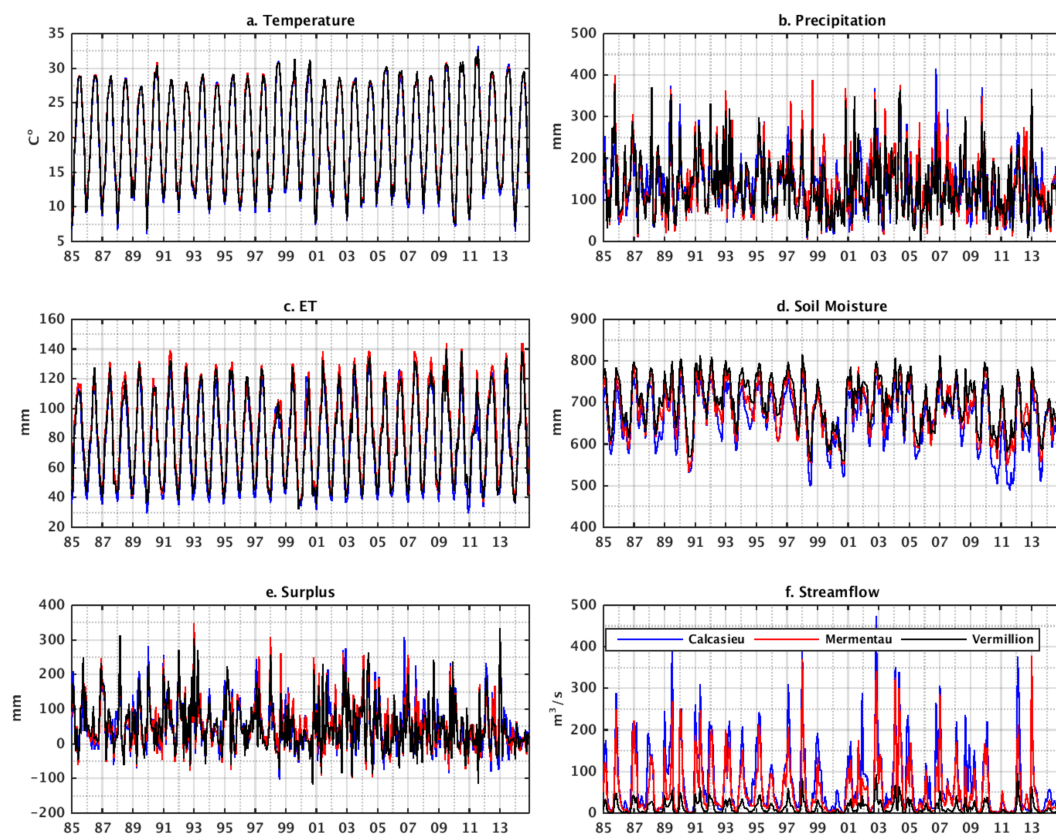 a. Temperature
35
30
25
20
15
10
5
C°
85 87 89 91 93 95 97 99 01 03 05 07 09 11 13
b. Precipitation
500
400
300
200
100
0
mm
85 87 89 91 93 95 97 99 01 03 05 07 09 11 13
c. ET
160
140
120
100
80
60
40
20
mm
85 87 89 91 93 95 97 99 01 03 05 07 09 11 13
d. Soil Moisture
900
800
700
600
500
400
mm
85 87 89 91 93 95 97 99 01 03 05 07 09 11 13
e. Surplus
400
300
200
100
0
−100
−200
mm
85 87 89 91 93 95 97 99 01 03 05 07 09 11 13
f. Streamflow
500
400
300
200
100
0
m³/s
Calcasieu Mermentau Vermillion
85 87 89 91 93 95 97 99 01 03 05 07 09 11 13